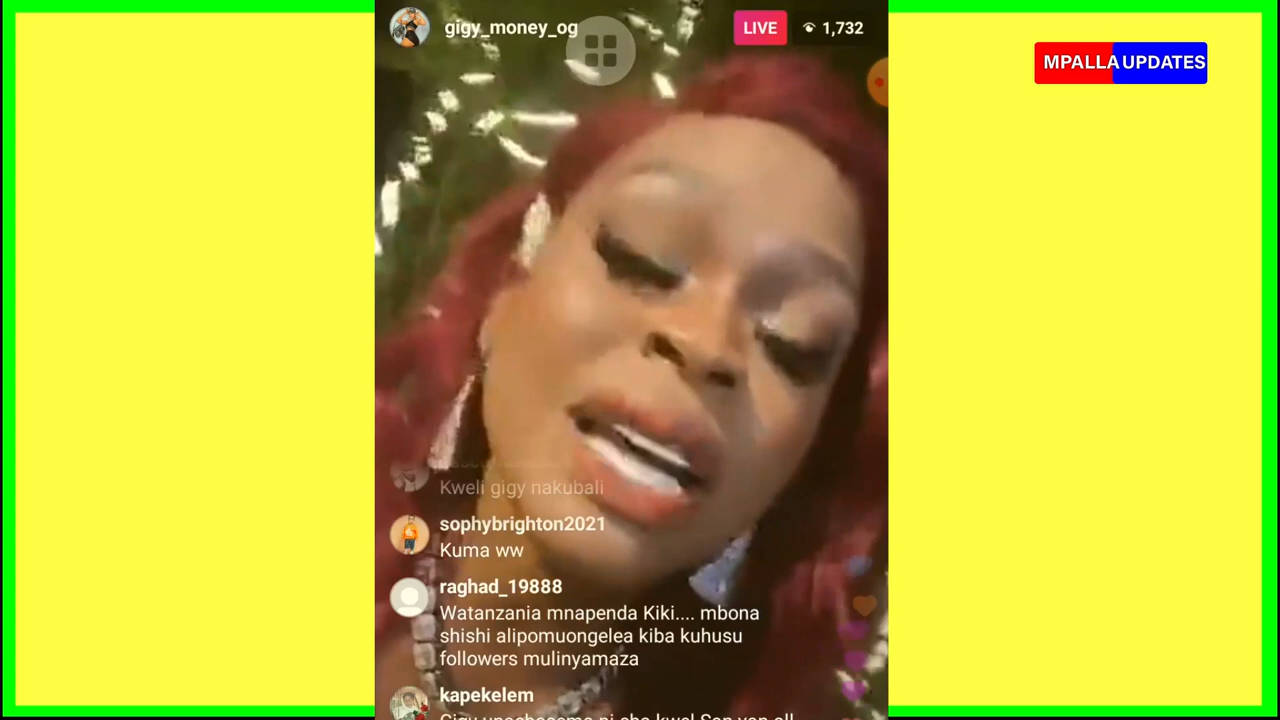 gigy_money_og
LIVE
1,732
MPALLA UPDATES
Kweli gigy nakubali
sophybrighton2021
Kuma ww
raghad_19888
Watanzania mnapenda Kiki.... mbona
shishi alipomuongelea kiba kuhusu
followers mulinyamaza
kapekelem